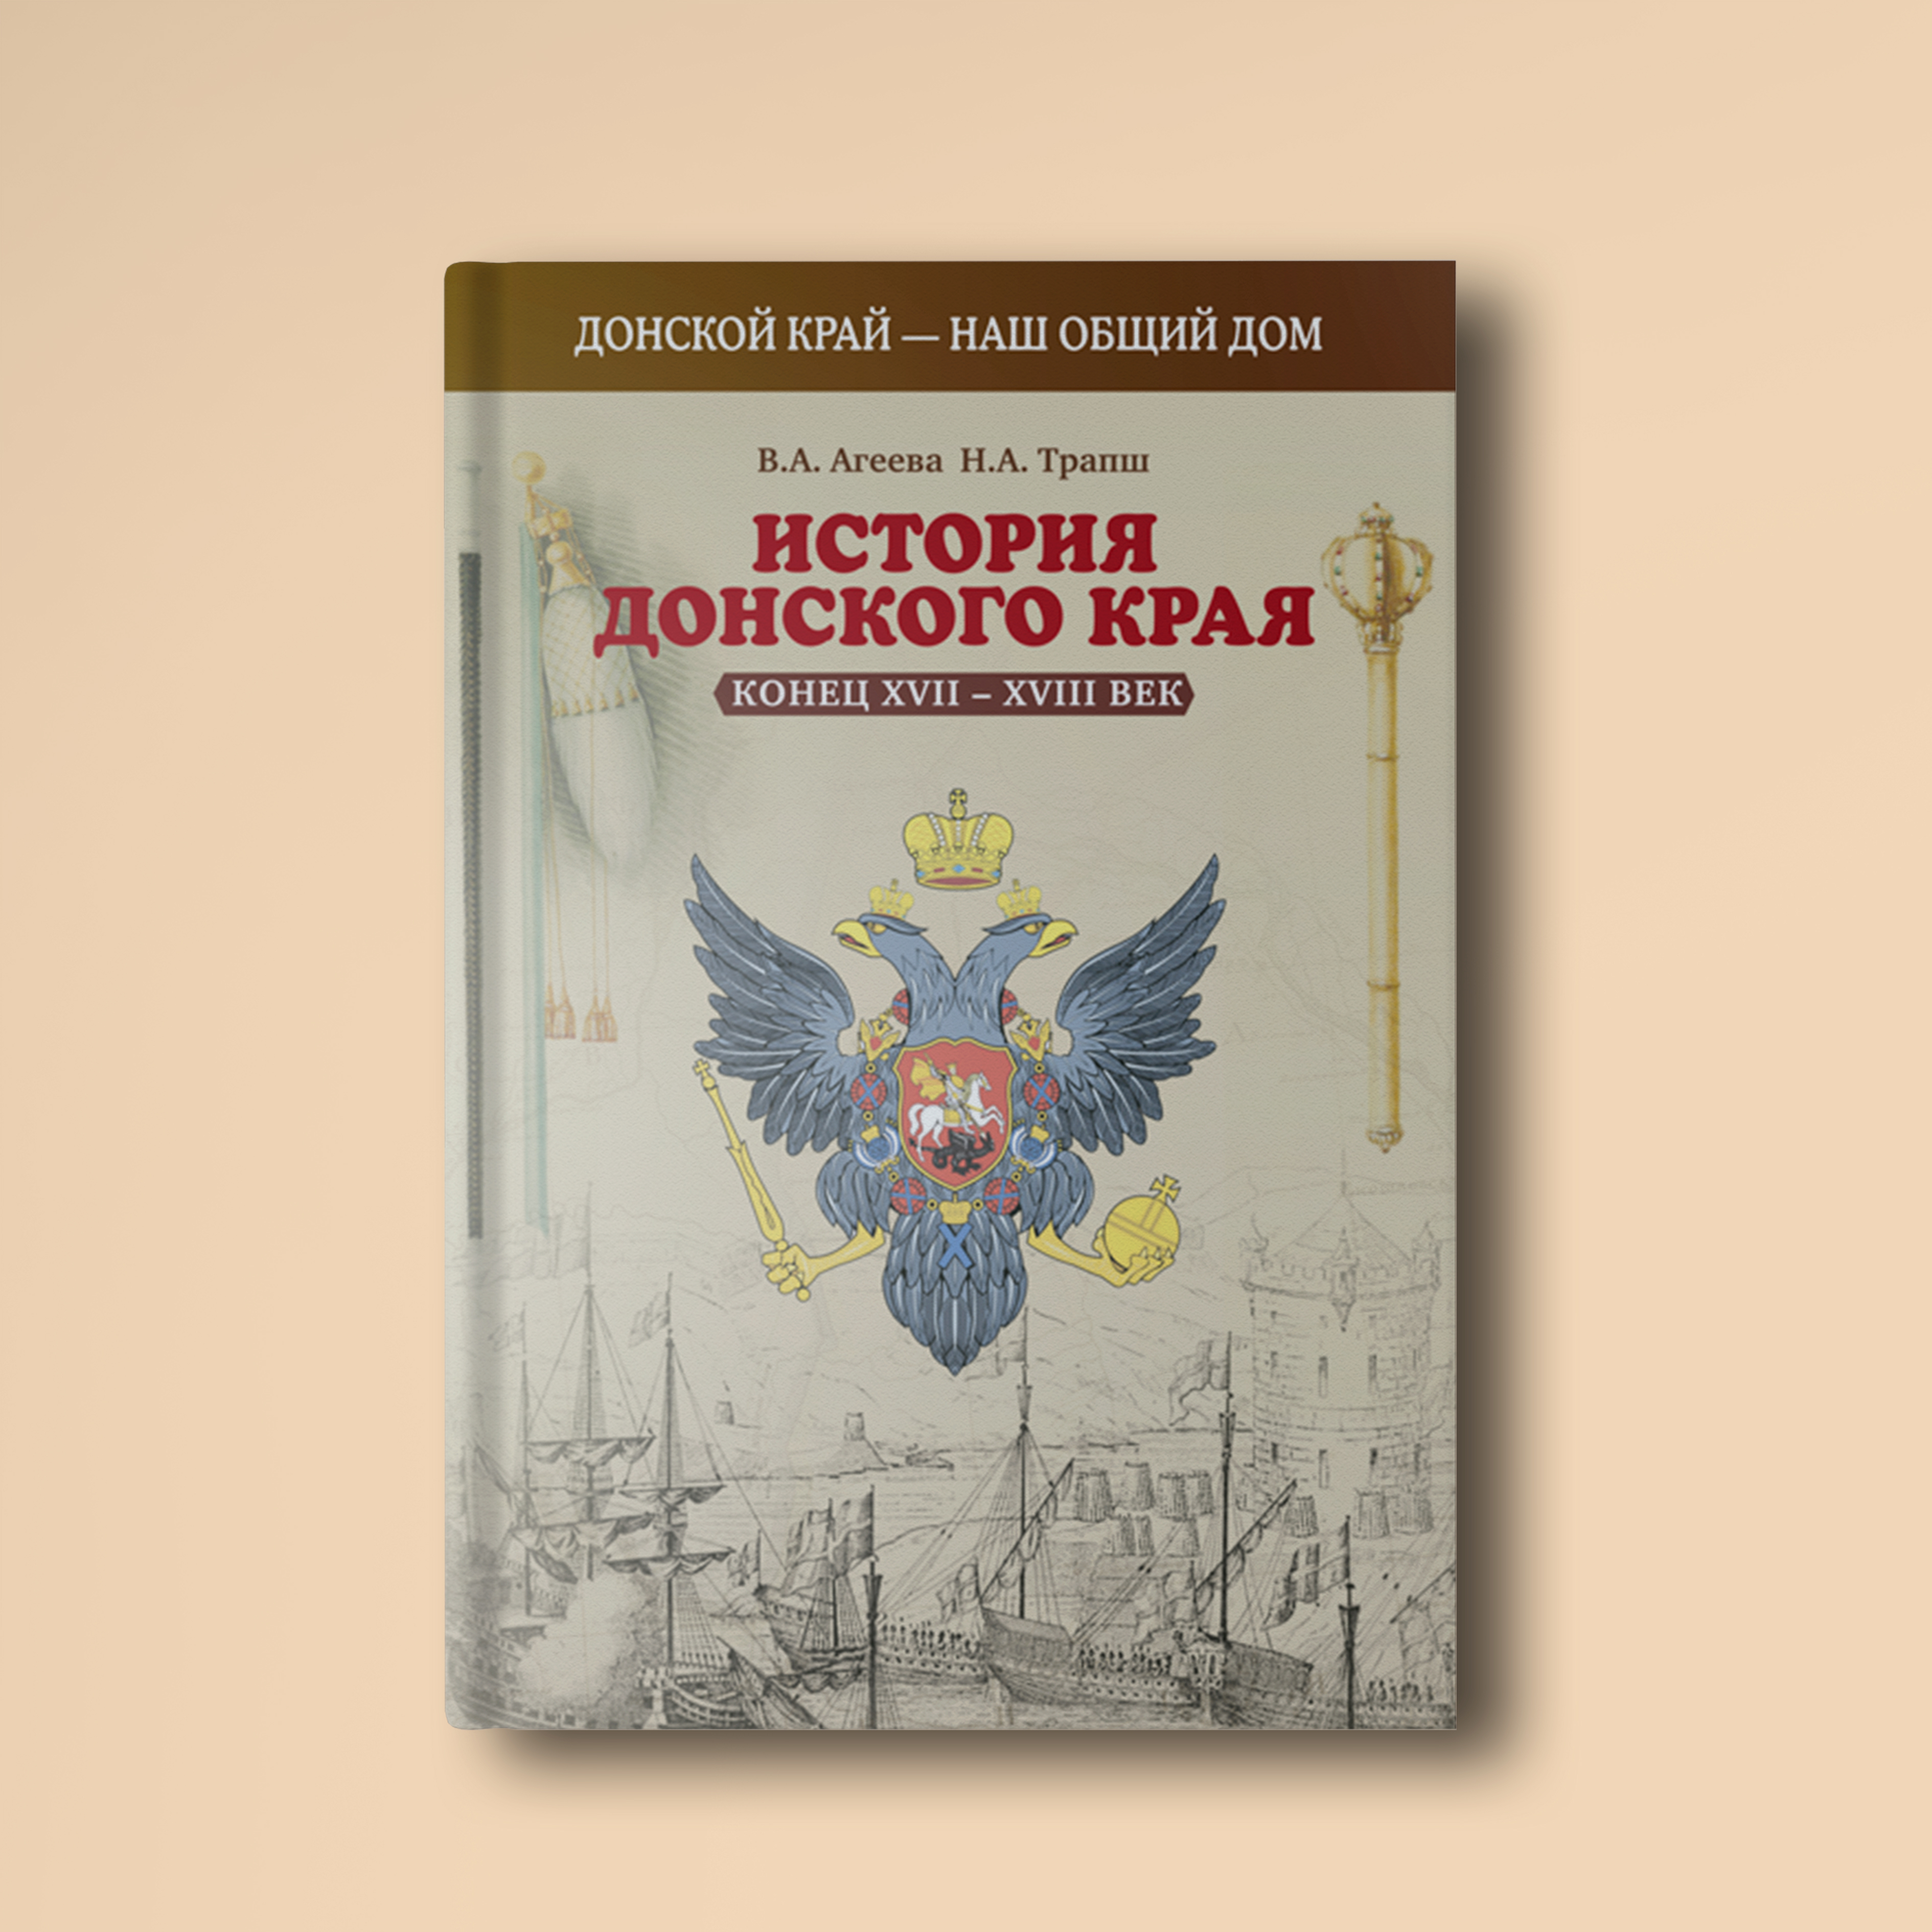 ДОНСКОЙ КРАЙ — НАШ ОБЩИЙ ДОМ
В.А. Агеева Н.А. Трапш
ИСТОРИЯ
ДОНСКОГО КРАЯ
КОНЕЦ XVII – XVIII ВЕК